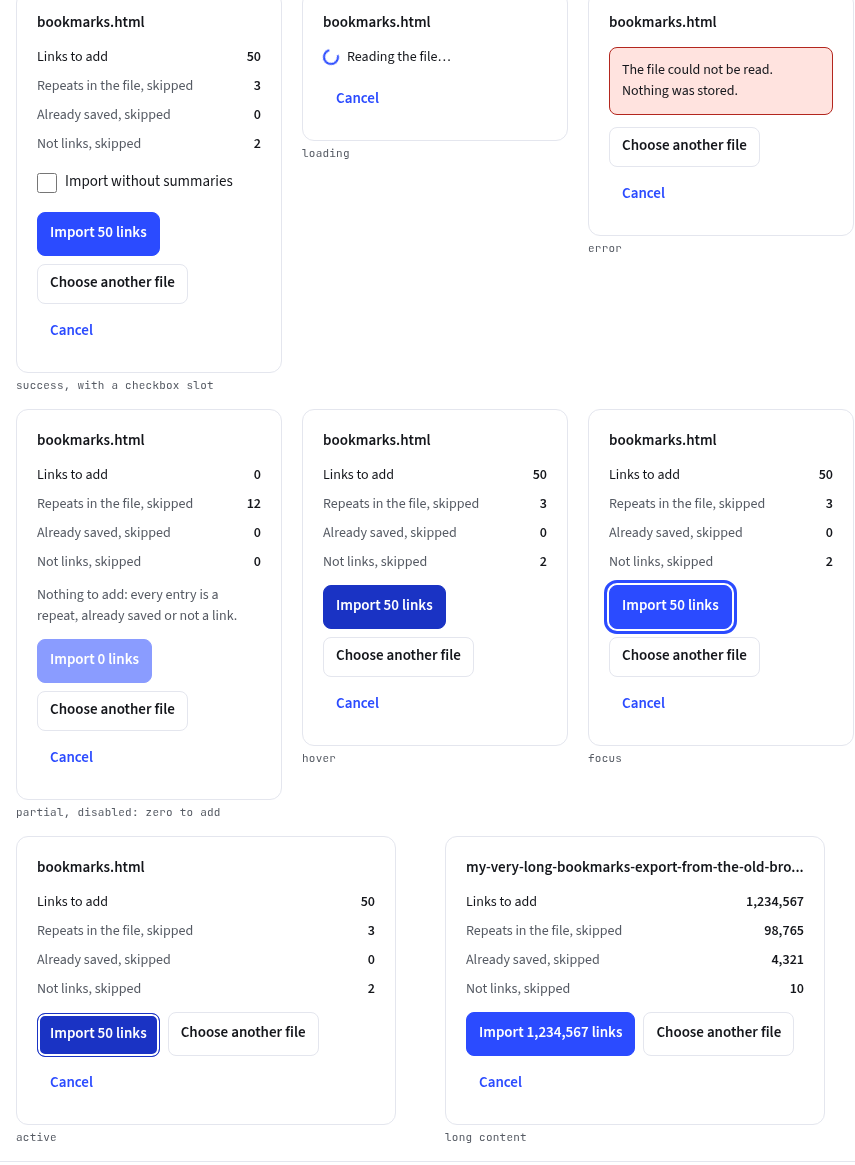 bookmarks.html
Links to add 50
Repeats in the file, skipped 3
Already saved, skipped 0
Not links, skipped 2
Import without summaries
Import 50 links
Choose another file
Cancel
success, with a checkbox slot
bookmarks.html
Reading the file…
Cancel
loading
bookmarks.html
The file could not be read.
Nothing was stored.
Choose another file
Cancel
error
bookmarks.html
Links to add 0
Repeats in the file, skipped 12
Already saved, skipped 0
Not links, skipped 0
Nothing to add: every entry is a
repeat, already saved or not a link.
Import 0 links
Choose another file
Cancel
partial, disabled: zero to add
bookmarks.html
Links to add 50
Repeats in the file, skipped 3
Already saved, skipped 0
Not links, skipped 2
Import 50 links
Choose another file
Cancel
hover
bookmarks.html
Links to add 50
Repeats in the file, skipped 3
Already saved, skipped 0
Not links, skipped 2
Import 50 links
Choose another file
Cancel
focus
bookmarks.html
Links to add 50
Repeats in the file, skipped 3
Already saved, skipped 0
Not links, skipped 2
Import 50 links Choose another file
Cancel
active
my-very-long-bookmarks-export-from-the-old-bro...
Links to add 1,234,567
Repeats in the file, skipped 98,765
Already saved, skipped 4,321
Not links, skipped 10
Import 1,234,567 links Choose another file
Cancel
long content